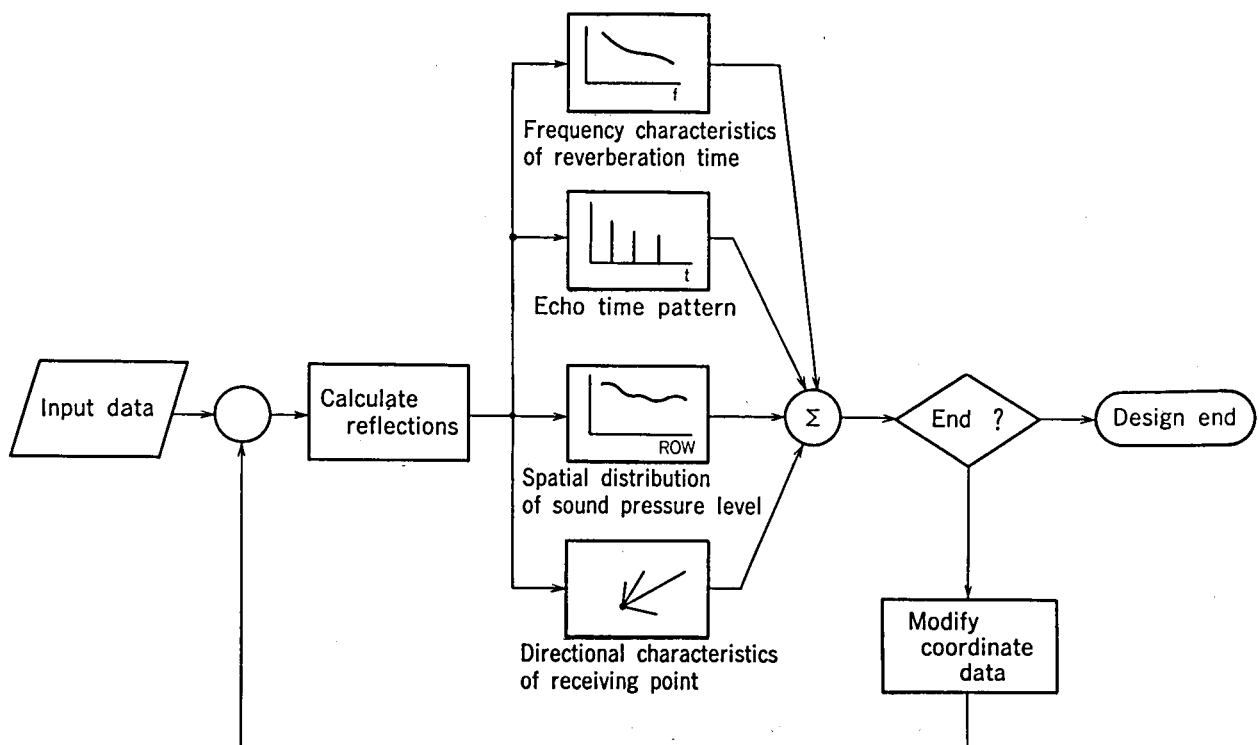 f
Frequency characteristics
of reverberation time
t
Echo time pattern
Input data
Calculate
reflections
ROW
Spatial distribution
of sound pressure level
Σ
End ?
Design end
Directional characteristics
of receiving point
Modify
coordinate
data